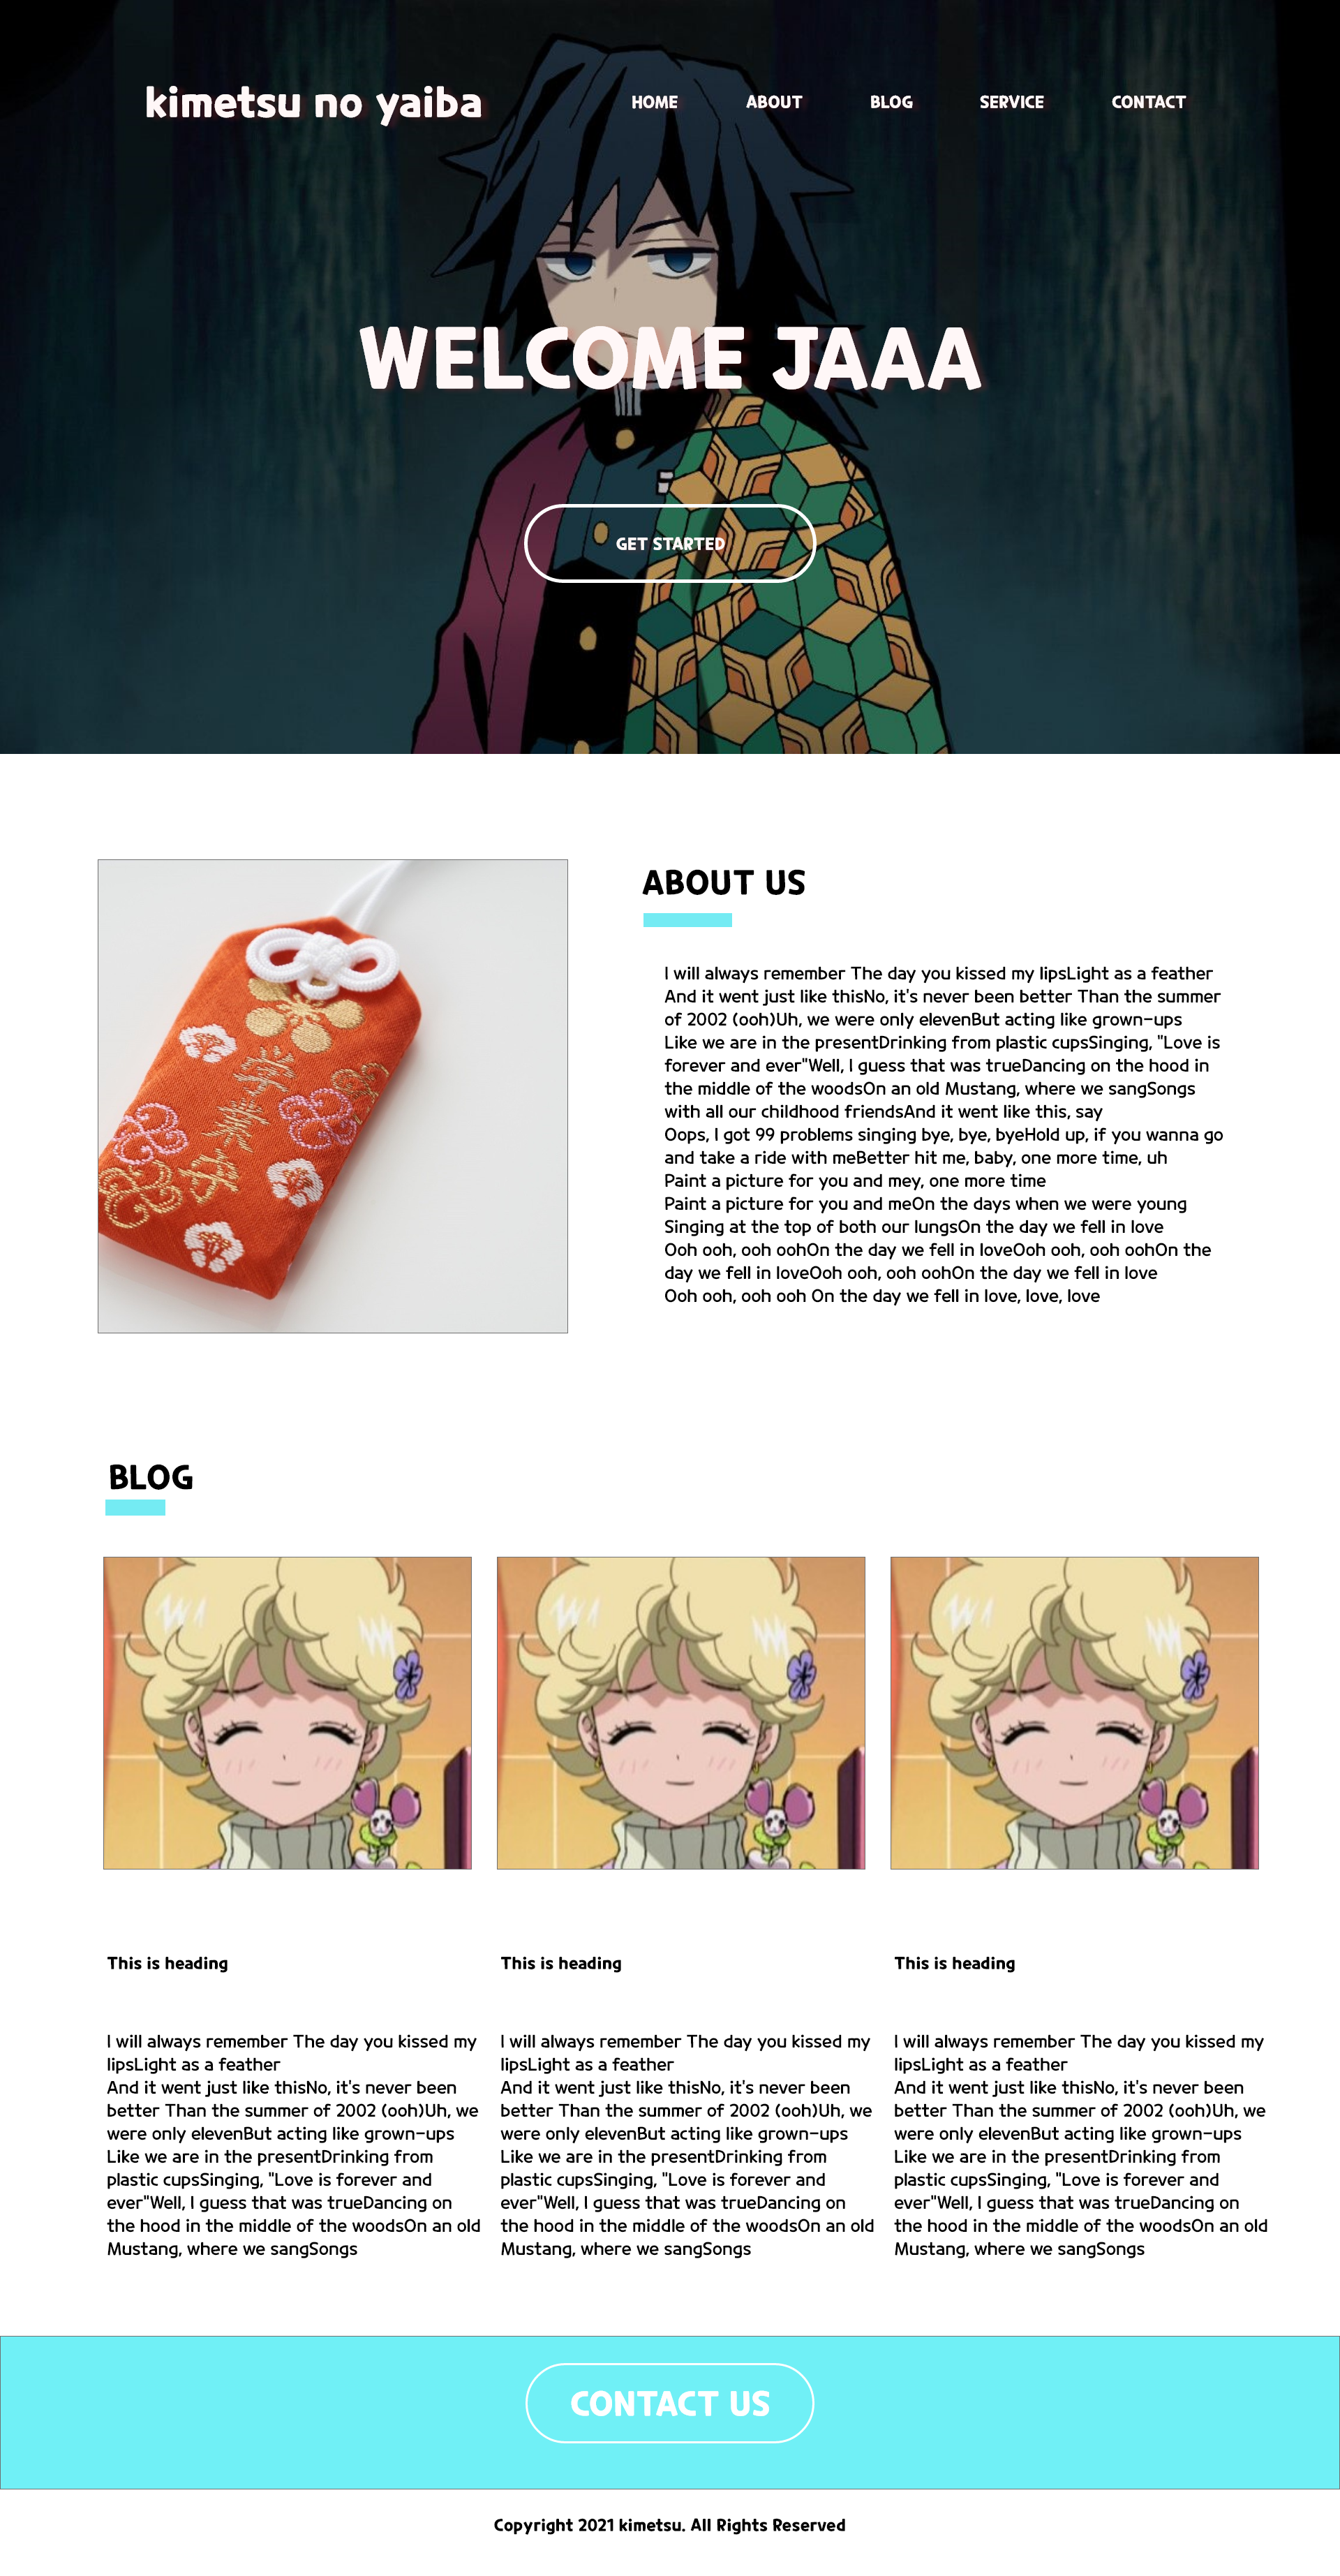 kimetsu no yaiba
HOME
ABOUT
BLOG
SERVICE
CONTACT
WELCOME JAAA
GET STARTED
学業守
ABOUT US
I will always remember The day you kissed my lipsLight as a feather
And it went just like thisNo, it's never been better Than the summer
of 2002 (ooh)Uh, we were only elevenBut acting like grown-ups
Like we are in the presentDrinking from plastic cupsSinging, "Love is
forever and ever"Well, I guess that was trueDancing on the hood in
the middle of the woodsOn an old Mustang, where we sangSongs
with all our childhood friendsAnd it went like this, say
Oops, I got 99 problems singing bye, bye, byeHold up, if you wanna go
and take a ride with meBetter hit me, baby, one more time, uh
Paint a picture for you and mey, one more time
Paint a picture for you and meOn the days when we were young
Singing at the top of both our lungsOn the day we fell in love
Ooh ooh, ooh oohOn the day we fell in loveOoh ooh, ooh oohOn the
day we fell in loveOoh ooh, ooh oohOn the day we fell in love
Ooh ooh, ooh ooh On the day we fell in love, love, love
BLOG
This is heading
I will always remember The day you kissed my
lipsLight as a feather
And it went just like thisNo, it's never been
better Than the summer of 2002 (ooh)Uh, we
were only elevenBut acting like grown-ups
Like we are in the presentDrinking from
plastic cupsSinging, "Love is forever and
ever"Well, I guess that was trueDancing on
the hood in the middle of the woodsOn an old
Mustang, where we sangSongs
This is heading
I will always remember The day you kissed my
lipsLight as a feather
And it went just like thisNo, it's never been
better Than the summer of 2002 (ooh)Uh, we
were only elevenBut acting like grown-ups
Like we are in the presentDrinking from
plastic cupsSinging, "Love is forever and
ever"Well, I guess that was trueDancing on
the hood in the middle of the woodsOn an old
Mustang, where we sangSongs
This is heading
I will always remember The day you kissed my
lipsLight as a feather
And it went just like thisNo, it's never been
better Than the summer of 2002 (ooh)Uh, we
were only elevenBut acting like grown-ups
Like we are in the presentDrinking from
plastic cupsSinging, "Love is forever and
ever"Well, I guess that was trueDancing on
the hood in the middle of the woodsOn an old
Mustang, where we sangSongs
CONTACT US
Copyright 2021 kimetsu. All Rights Reserved